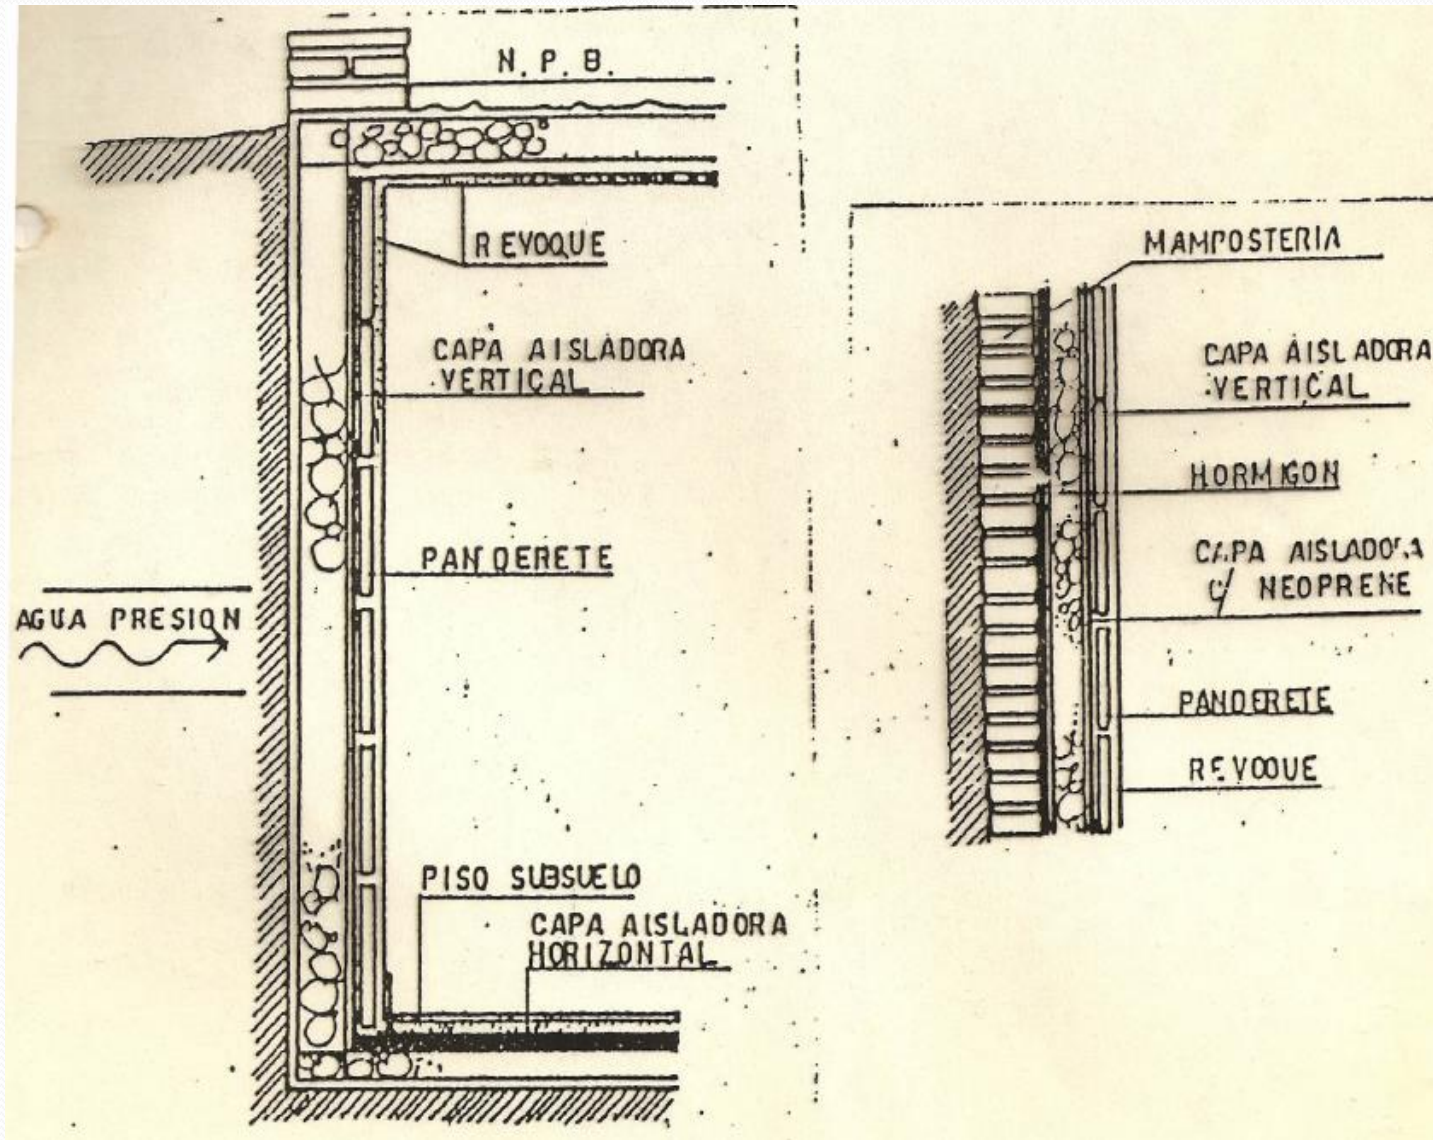 N. P. B.
REVOQUE
CAPA AISLADORA
VERTICAL
PANDERETE
AGUA PRESION
PISO SUBSUELO
CAPA AISLADORA
HORIZONTAL
MAMPOSTERIA
CAPA AISLADORA
VERTICAL
HORMIGON
CAPA AISLADORA
C/ NEOPRENE
PANDERETE
REVOQUE